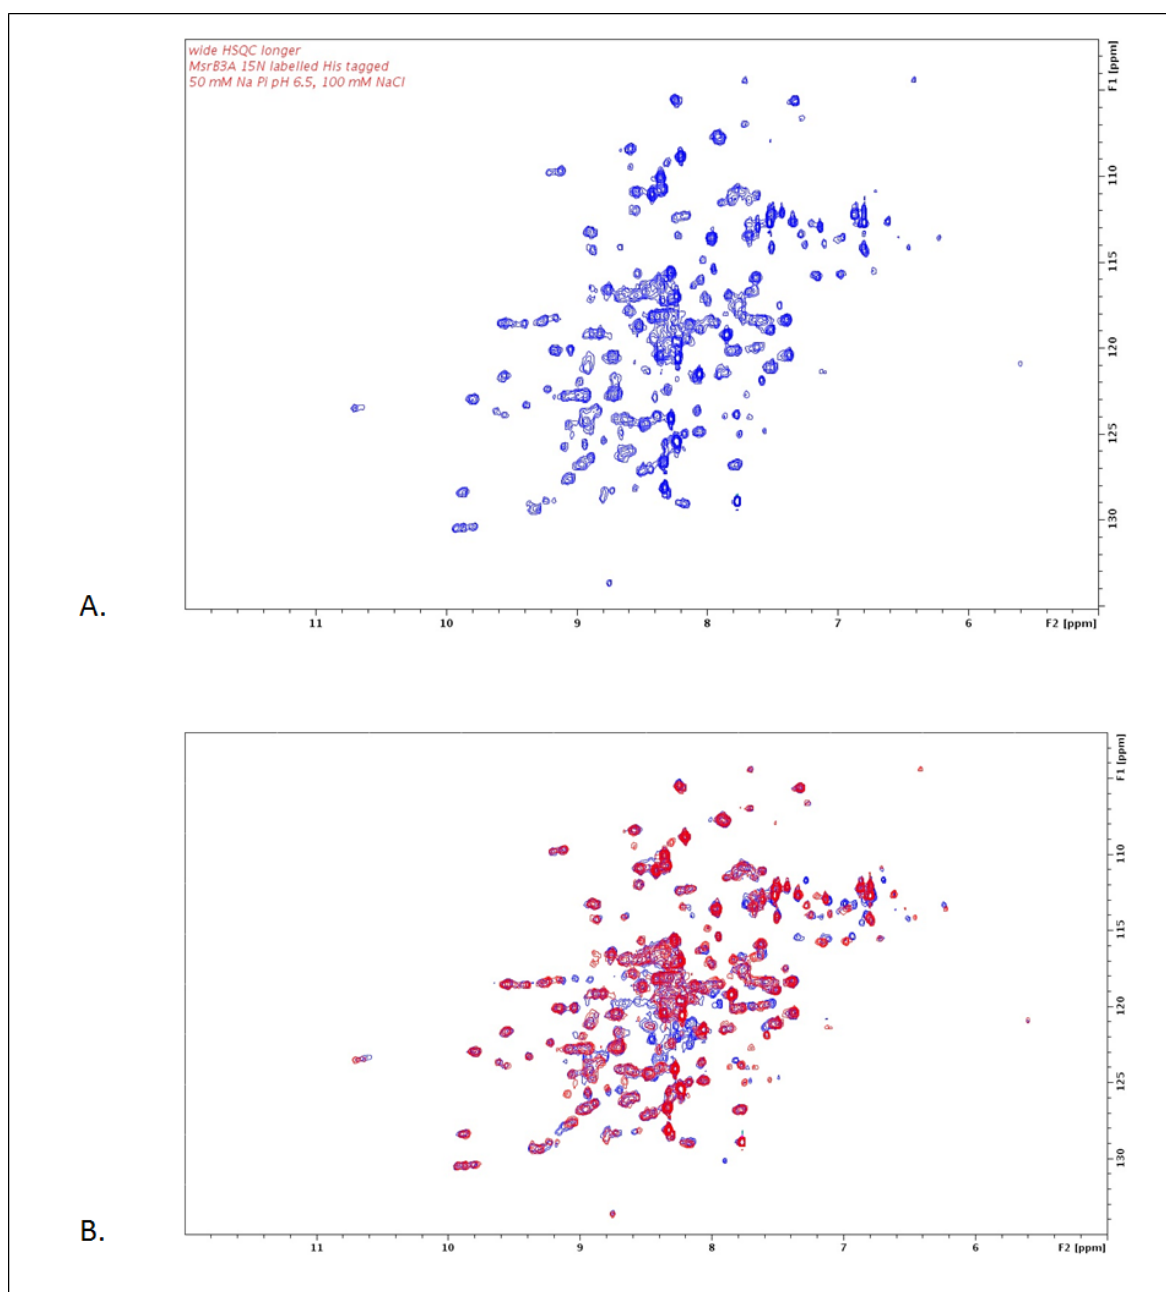 wide HSQC longer
MsrB3A 15N labelled His tagged
50 mM Na Pi pH 6.5, 100 mM NaCl
F1 [ppm]
110
115
120
125
130
A.
11 10 9 8 7 6 F2 [ppm]
F1 [ppm]
110
115
120
125
130
B.
11 10 9 8 7 6 F2 [ppm]